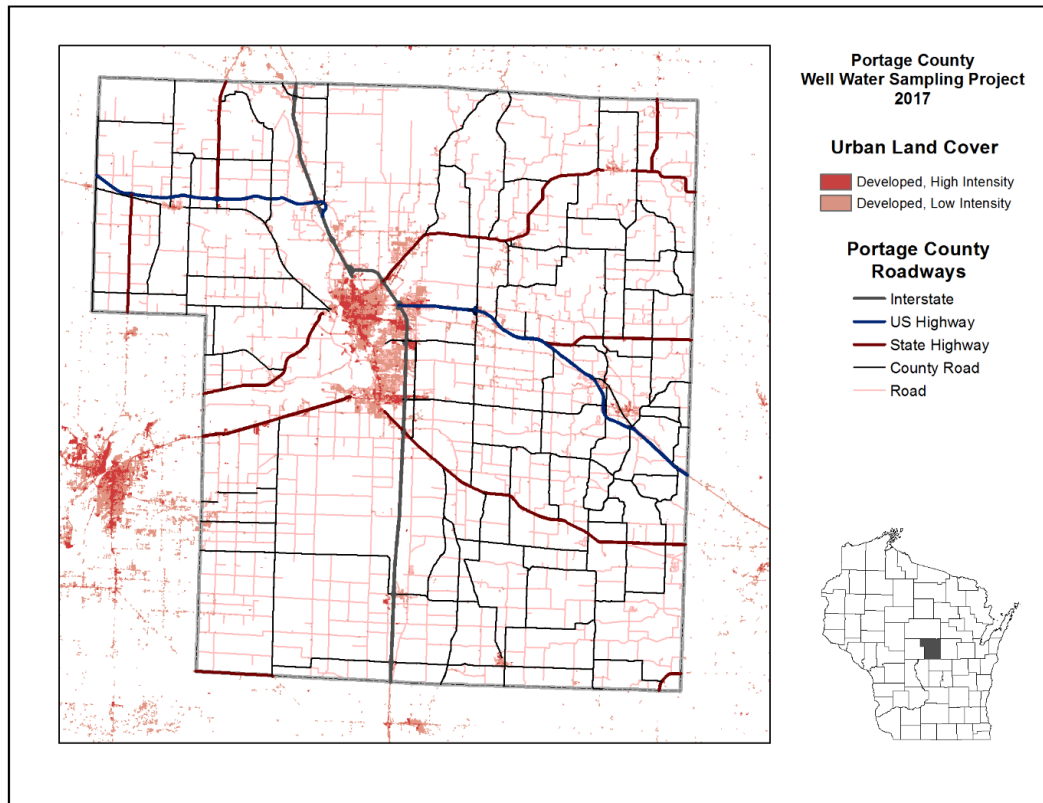 Portage County
Well Water Sampling Project
2017
Urban Land Cover
Developed, High Intensity
Developed, Low Intensity
Portage County
Roadways
Interstate
US Highway
State Highway
County Road
Road